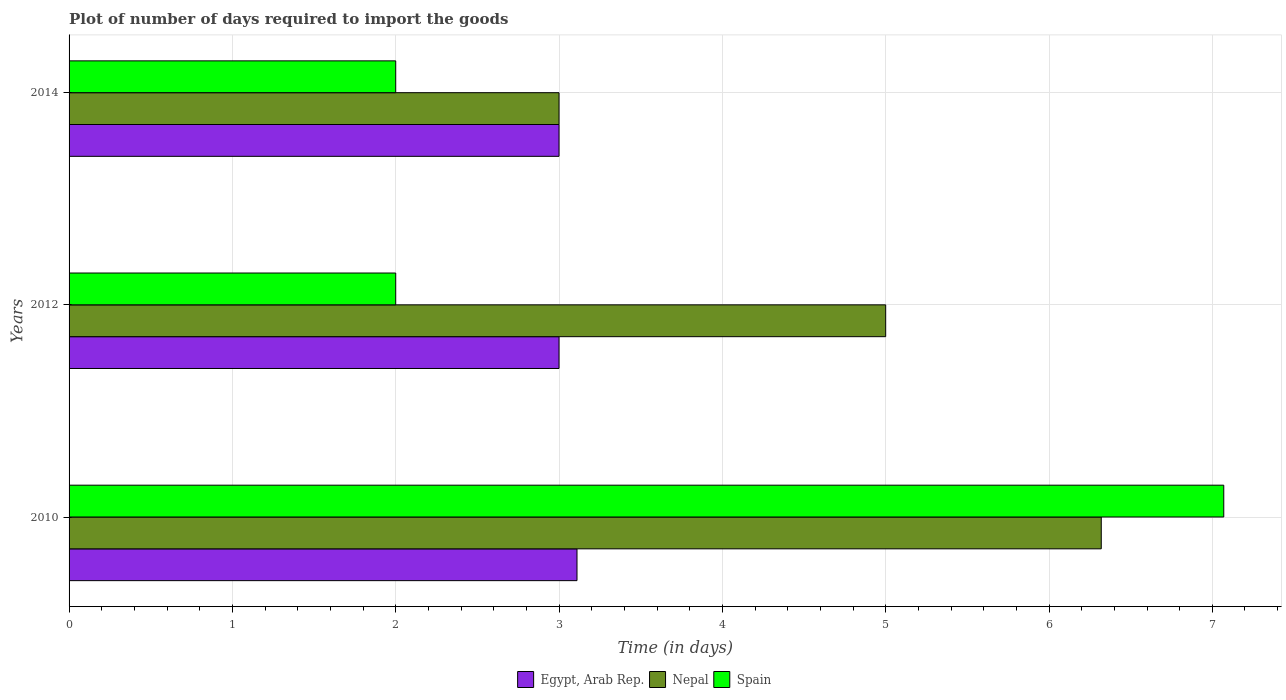 Plot of number of days required to import the goods
2014
2012
2010
Years
0 1 2 3 4 5 6 7
Time (in days)
Egypt, Arab Rep. Nepal Spain